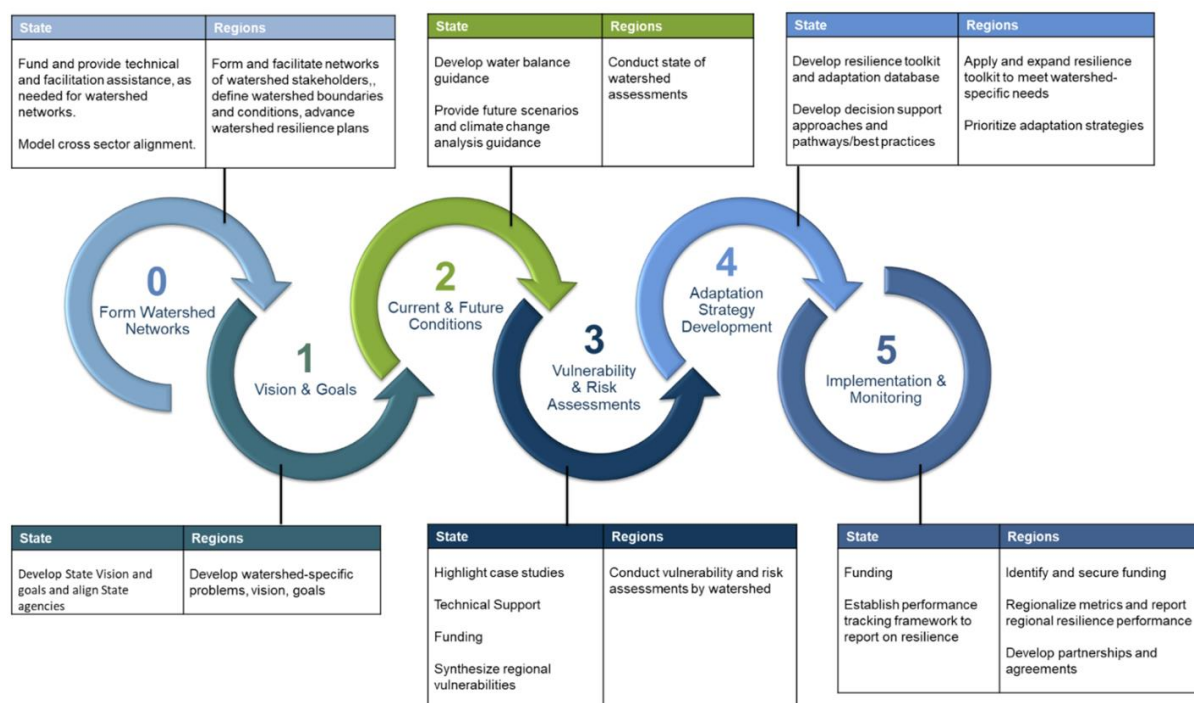 State
Regions
Fund and provide technical
and facilitation assistance, as
needed for watershed
networks.
Model cross sector alignment.
Form and facilitate networks
of watershed stakeholders,,
define watershed boundaries
and conditions, advance
watershed resilience plans
State
Regions
Develop water balance
guidance
Provide future scenarios
and climate change
analysis guidance
Conduct state of
watershed
assessments
State
Regions
Develop resilience toolkit
and adaptation database
Develop decision support
approaches and
pathways/best practices
Apply and expand resilience
toolkit to meet watershed-
specific needs
Prioritize adaptation strategies
0
Form Watershed
Networks
1
Vision & Goals
2
Current & Future
Conditions
3
Vulnerability
& Risk
Assessments
4
Adaptation
Strategy
Development
5
Implementation &
Monitoring
State
Regions
Develop State Vision and
goals and align State
agencies
Develop watershed-specific
problems, vision, goals
State
Regions
Highlight case studies
Technical Support
Funding
Synthesize regional
vulnerabilities
Conduct vulnerability and risk
assessments by watershed
State
Regions
Funding
Establish performance
tracking framework to
report on resilience
Identify and secure funding
Regionalize metrics and report
regional resilience performance
Develop partnerships and
agreements